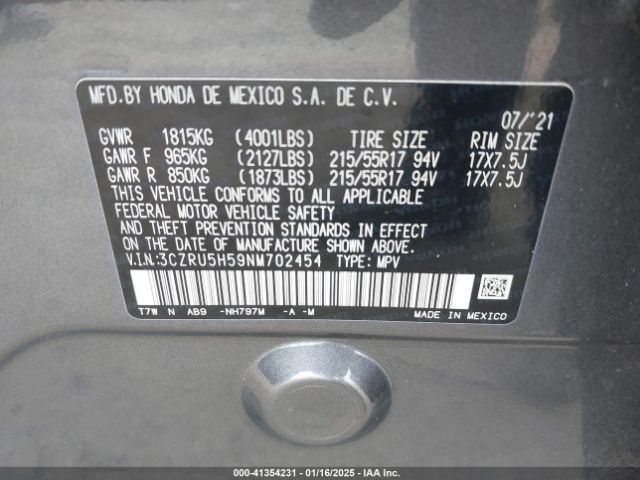 MFD.BY HONDA DE MEXICO S.A. DE C.V.
07/'21
GVWR 1815KG (4001LBS) TIRE SIZE RIM SIZE
GAWR F 965KG (2127LBS) 215/55R17 94V 17X7.5J
GAWR R 850KG (1873LBS) 215/55R17 94V 17X7.5J
THIS VEHICLE CONFORMS TO ALL APPLICABLE
FEDERAL MOTOR VEHICLE SAFETY
AND THEFT PREVENTION STANDARDS IN EFFECT
ON THE DATE OF MANUFACTURE SHOWN ABOVE.
V.I.N:3CZRU5H59NM702454 TYPE: MPV
T7W N AB9 -NH797M -A -M MADE IN MEXICO
© - 41354231 - 01/16/2025 - IAA Inc.